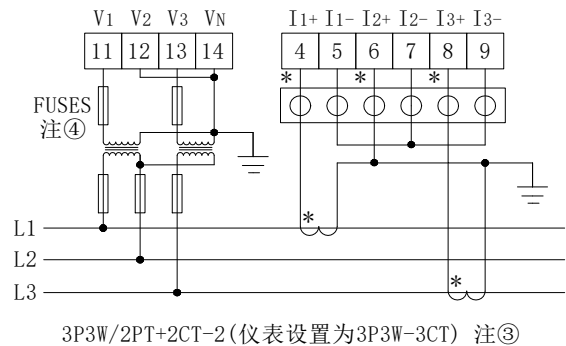 V1 V2 V3 VN I1+ I1- I2+ I2- I3+ I3-
11 12 13 14 4 5 6 7 8 9
* * *
FUSES
注④
L1 *
L2
L3 *
3P3W/2PT+2CT-2(仪表设置为3P3W-3CT) 注③